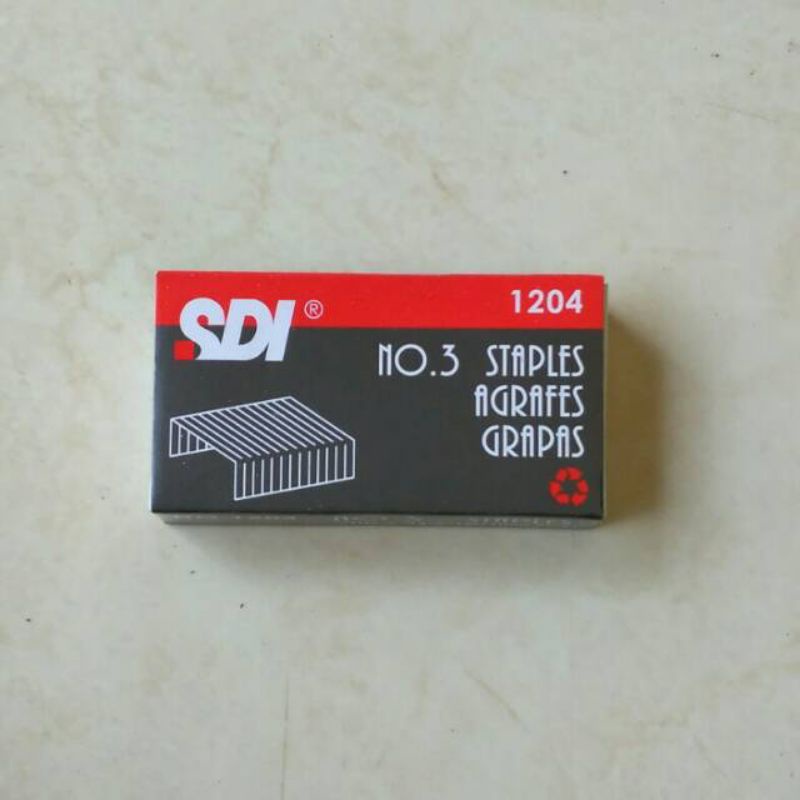 SDI®
1204
NO.3 STAPLES
AGRAFES
GRAPAS